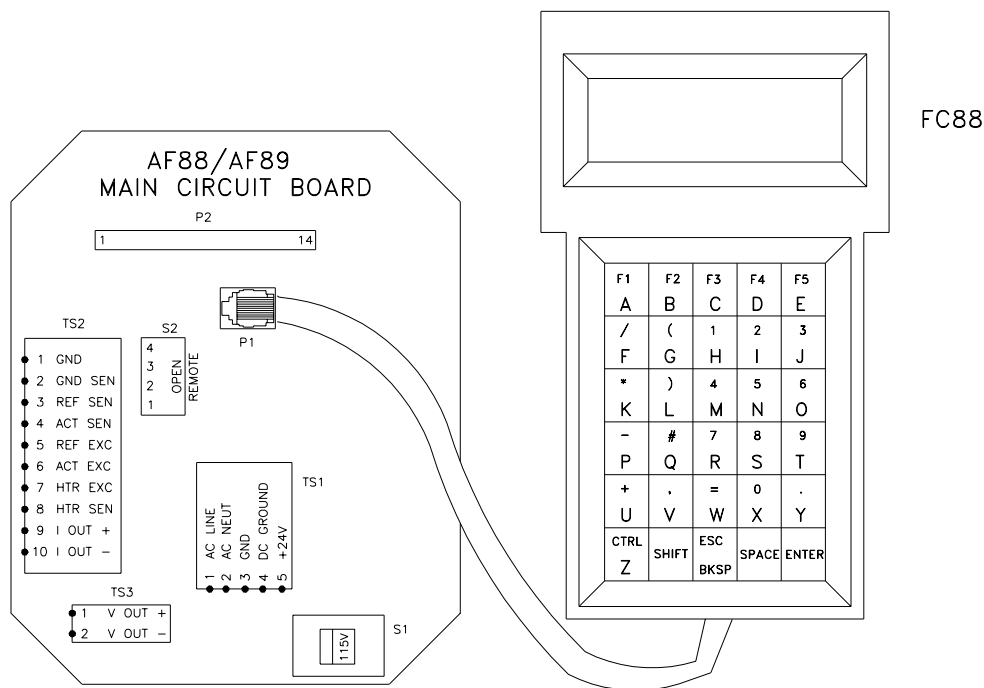 AF88/AF89
MAIN CIRCUIT BOARD
P2
1 14
P1
TS2
1 GND
2 GND SEN
3 REF SEN
4 ACT SEN
5 REF EXC
6 ACT EXC
7 HTR EXC
8 HTR SEN
9 I OUT +
10 I OUT -
S2
4
3
2
1
OPEN
REMOTE
TS1
1 AC LINE
2 AC NEUT
3 GND
4 DC GROUND
5 +24V
TS3
1 V OUT +
2 V OUT -
S1
115V
FC88
F1 F2 F3 F4 F5
A B C D E
/ ( 1 2 3
F G H I J
* ) 4 5 6
K L M N O
- # 7 8 9
P Q R S T
+ , = 0 .
U V W X Y
CTRL SHIFT ESC SPACE ENTER
Z BKSP